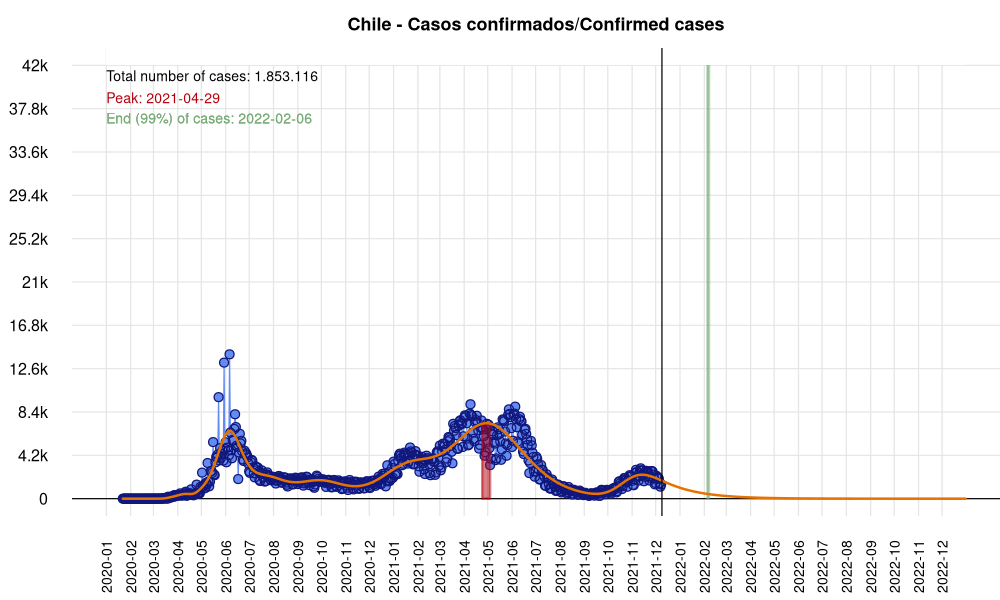 Chile - Casos confirmados/Confirmed cases
Total number of cases: 1.853.116
Peak: 2021-04-29
End (99%) of cases: 2022-02-06
42k
37.8k
33.6k
29.4k
25.2k
21k
16.8k
12.6k
8.4k
4.2k
0
2020-01
2020-02
2020-03
2020-04
2020-05
2020-06
2020-07
2020-08
2020-09
2020-10
2020-11
2020-12
2021-01
2021-02
2021-03
2021-04
2021-05
2021-06
2021-07
2021-08
2021-09
2021-10
2021-11
2021-12
2022-01
2022-02
2022-03
2022-04
2022-05
2022-06
2022-07
2022-08
2022-09
2022-10
2022-11
2022-12